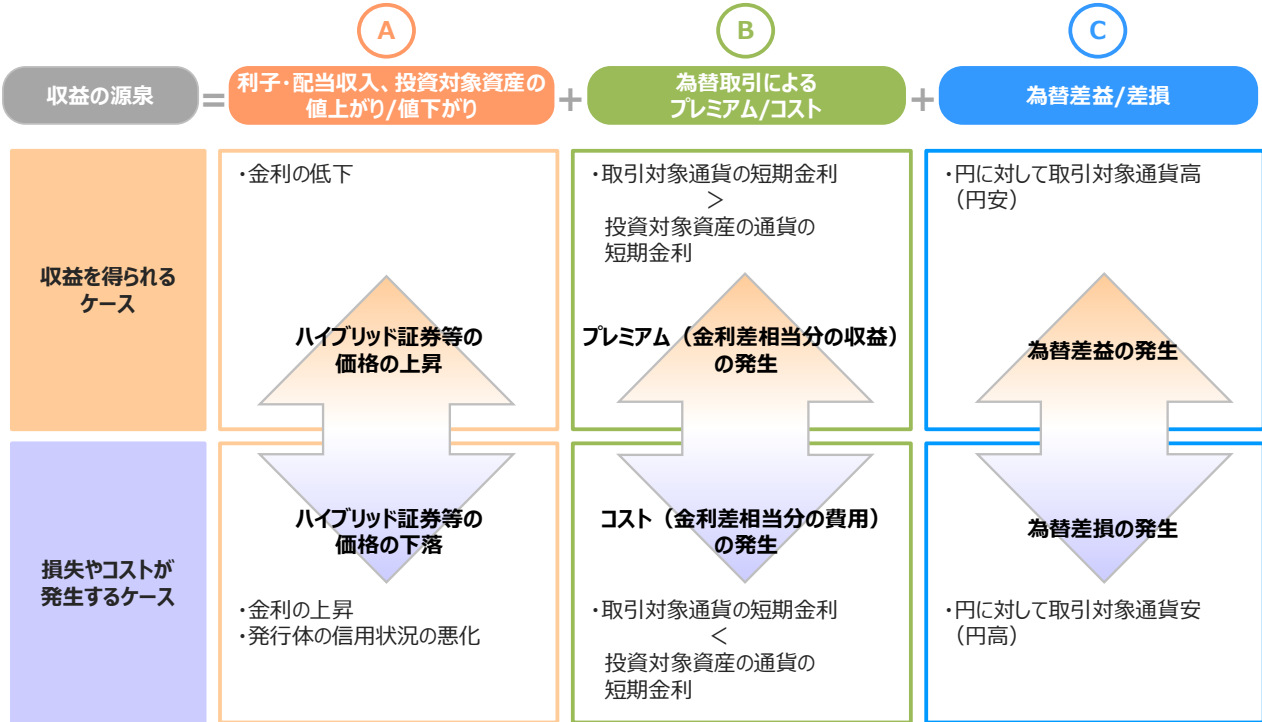 A
B
C
収益の源泉
=
利子・配当収入、投資対象資産の
値上がり/値下がり
+
為替取引による
プレミアム/コスト
+
為替差益/差損
収益を得られる
ケース
・金利の低下
ハイブリッド証券等の
価格の上昇
・取引対象通貨の短期金利
＞
投資対象資産の通貨の
短期金利
プレミアム（金利差相当分の収益）
の発生
・円に対して取引対象通貨高
（円安）
為替差益の発生
損失やコストが
発生するケース
ハイブリッド証券等の
価格の下落
・金利の上昇
・発行体の信用状況の悪化
コスト（金利差相当分の費用）
の発生
・取引対象通貨の短期金利
＜
投資対象資産の通貨の
短期金利
為替差損の発生
・円に対して取引対象通貨安
（円高）